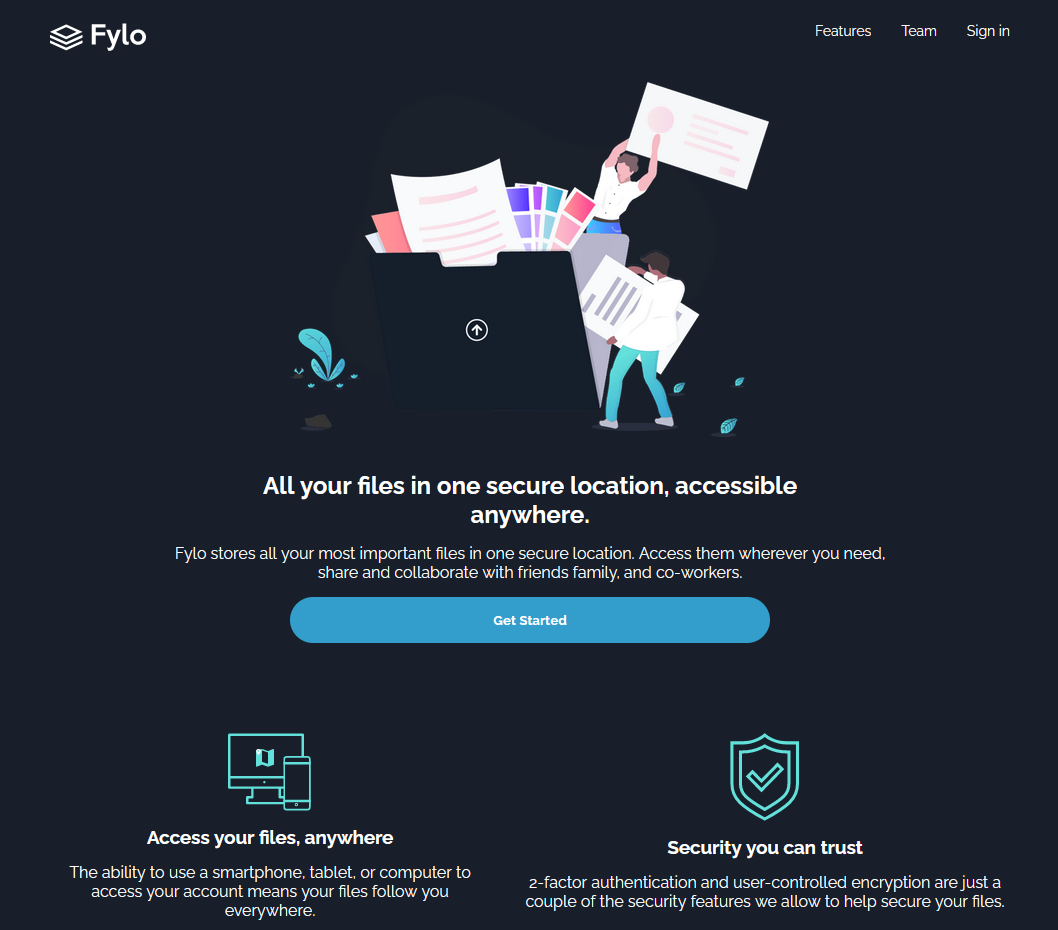 Fylo
Features
Team
Sign in
All your files in one secure location, accessible
anywhere.
Fylo stores all your most important files in one secure location. Access them wherever you need,
share and collaborate with friends family, and co-workers.
Get Started
Access your files, anywhere
The ability to use a smartphone, tablet, or computer to
access your account means your files follow you
everywhere.
Security you can trust
2-factor authentication and user-controlled encryption are just a
couple of the security features we allow to help secure your files.